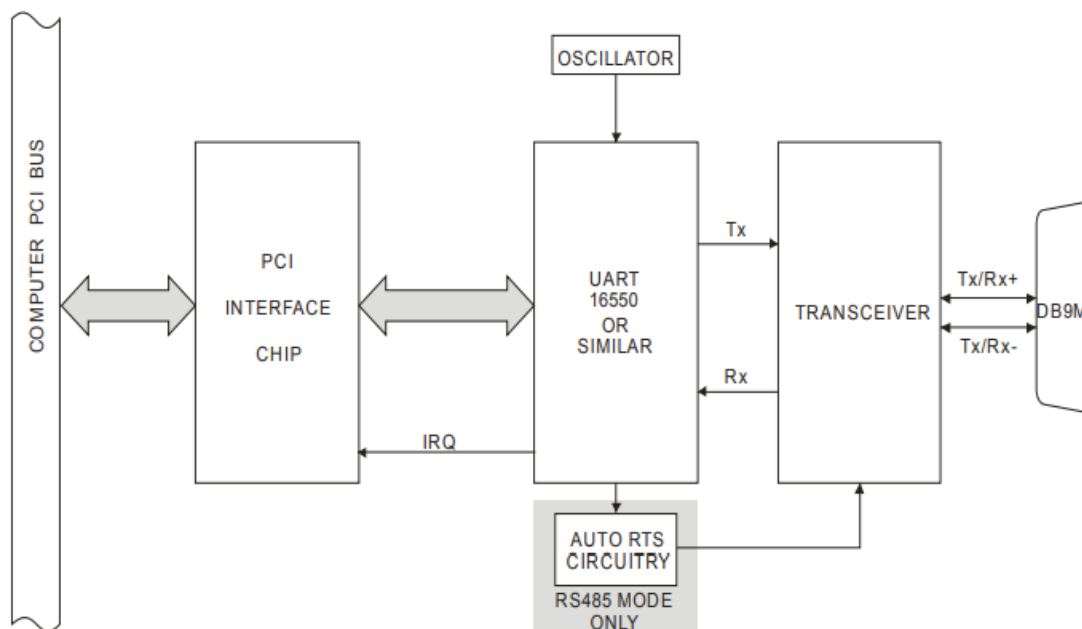 COMPUTER PCI BUS
OSCILLATOR
PCI
INTERFACE
CHIP
UART
16550
OR
SIMILAR
Tx
Rx
IRQ
TRANSCEIVER
Tx/Rx+
Tx/Rx-
DB9M
AUTO RTS
CIRCUITRY
RS485 MODE
ONLY